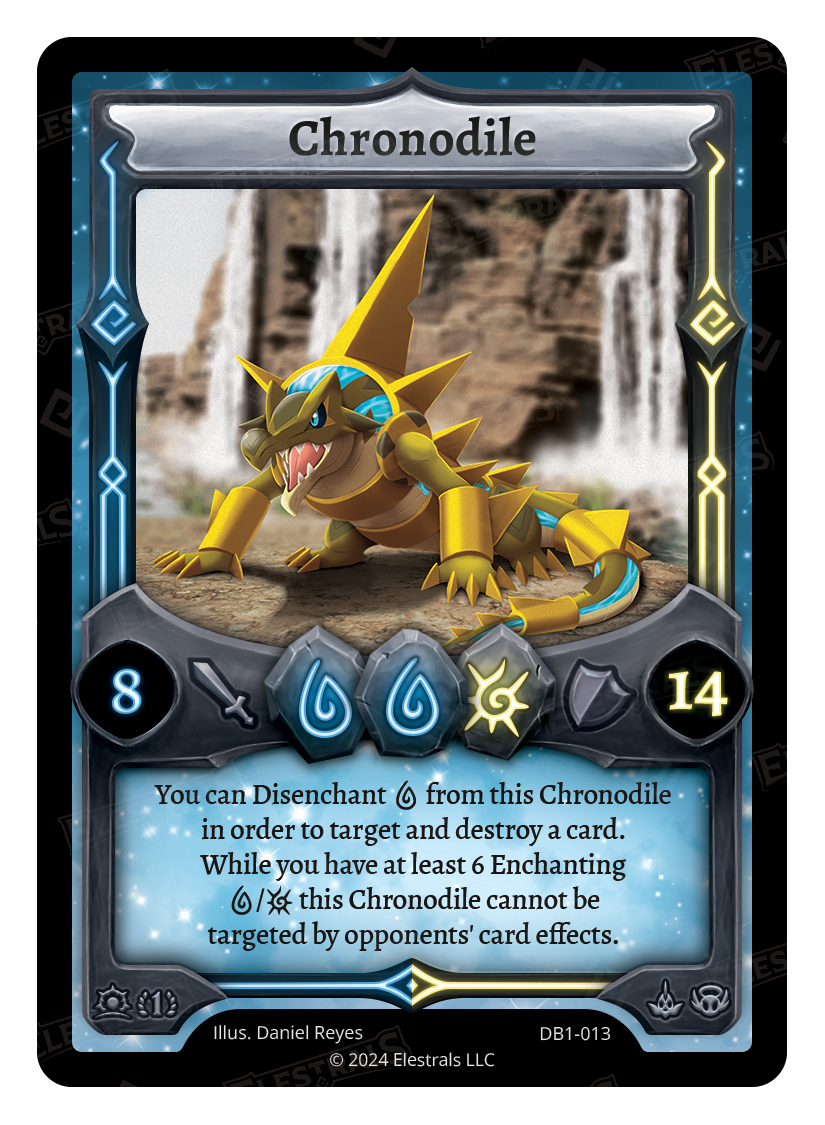 Chronodile
8
14
You can Disenchant from this Chronodile
in order to target and destroy a card.
While you have at least 6 Enchanting
/ this Chronodile cannot be
targeted by opponents' card effects.
1
Illus. Daniel Reyes
DB1-013
© 2024 Elestrals LLC